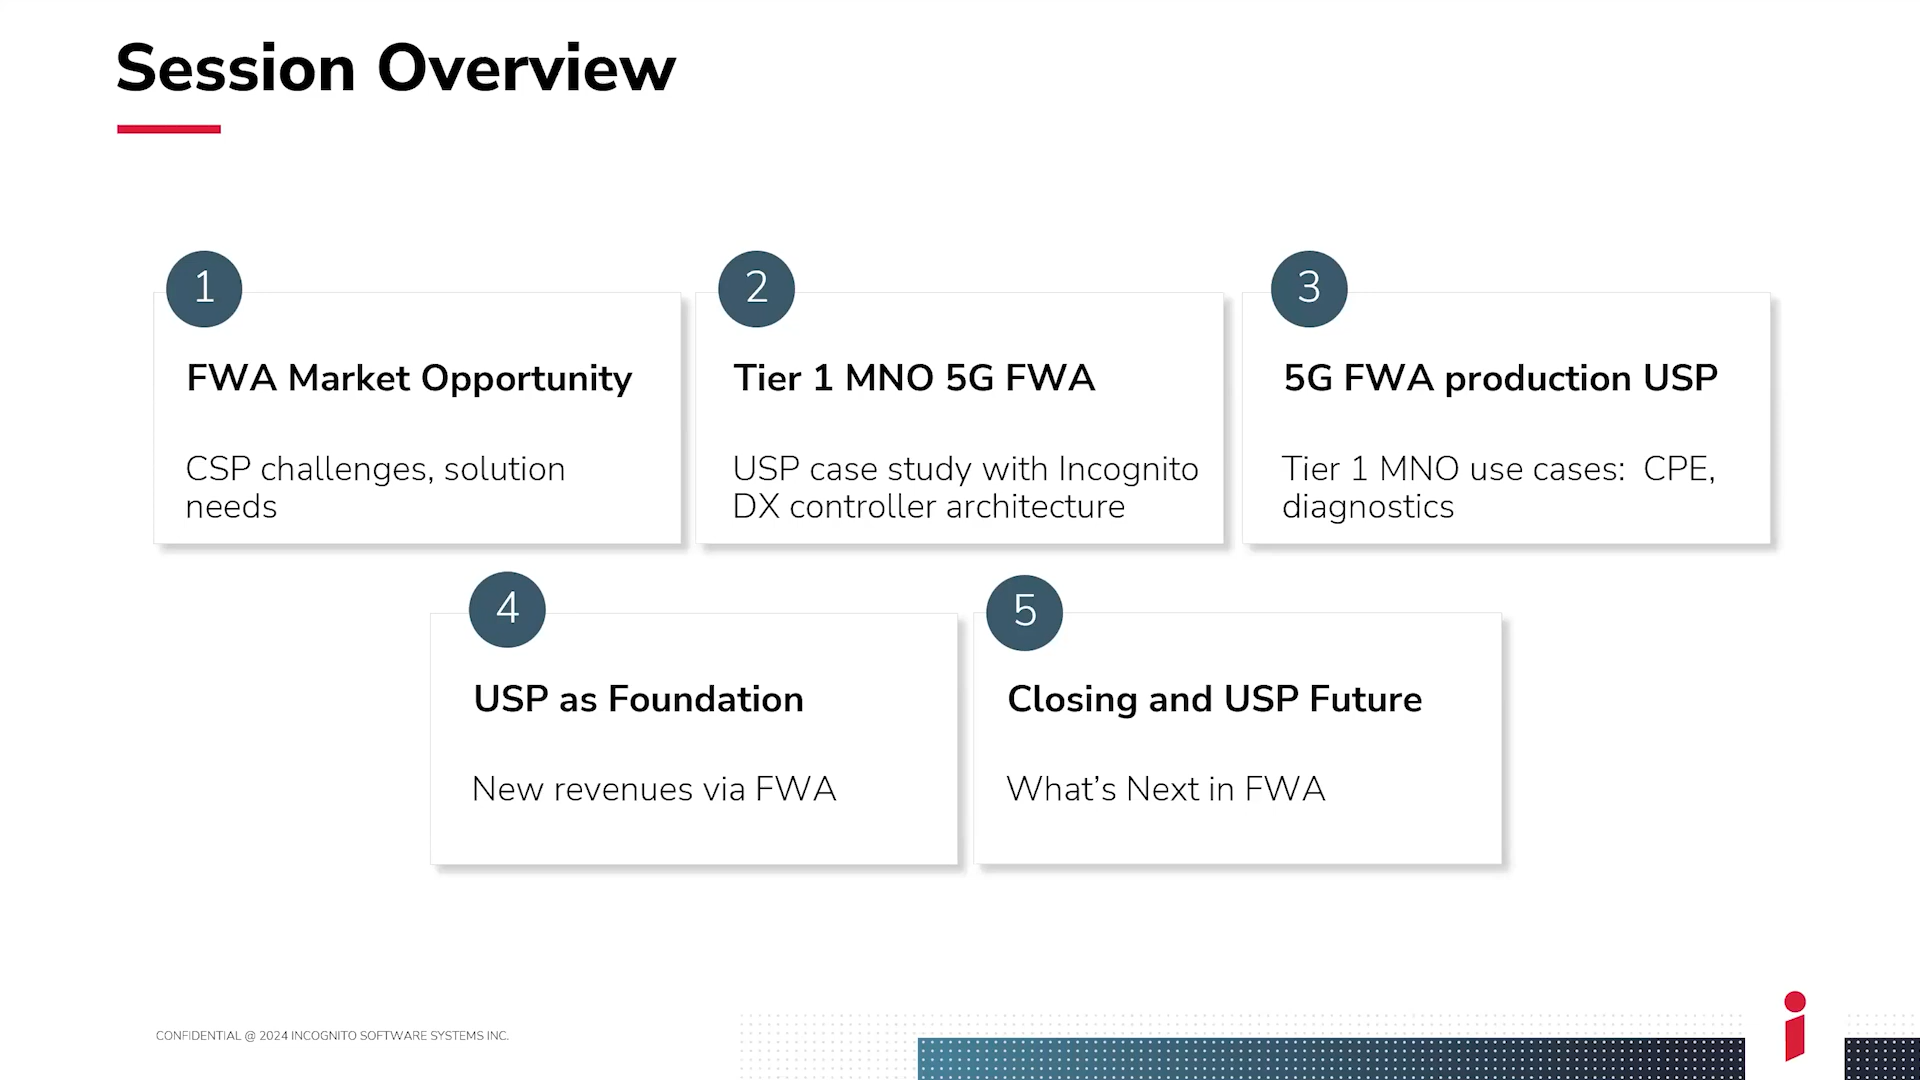 Session Overview
1
FWA Market Opportunity
CSP challenges, solution
needs
2
Tier 1 MNO 5G FWA
USP case study with Incognito
DX controller architecture
3
5G FWA production USP
Tier 1 MNO use cases:  CPE,
diagnostics
4
USP as Foundation
New revenues via FWA
5
Closing and USP Future
What’s Next in FWA
CONFIDENTIAL @ 2024 INCOGNITO SOFTWARE SYSTEMS INC.